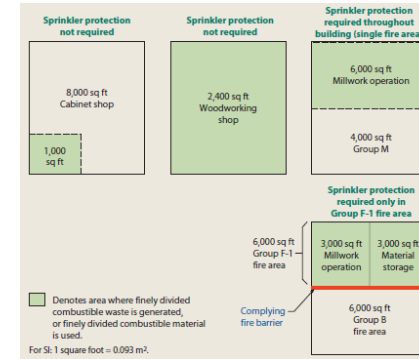 Sprinkler protection
not required
8,000 sq ft
Cabinet shop
1,000
sq ft
Sprinkler protection
not required
2,400 sq ft
Woodworking
shop
Sprinkler protection
required throughout
building (single fire area
6,000 sq ft
Millwork operation
4,000 sq ft
Group M
Sprinkler protection
required only in
Group F-1 fire area
6,000 sq ft
Group F-1
fire area
3,000 sq ft
Millwork
operation
3,000 sq ft
Material
storage
Complying
fire barrier
6,000 sq ft
Group B
fire area
Denotes area where finely divided
combustible waste is generated,
or finely divided combustible material
is used.
For SI: 1 square foot = 0.093 m².